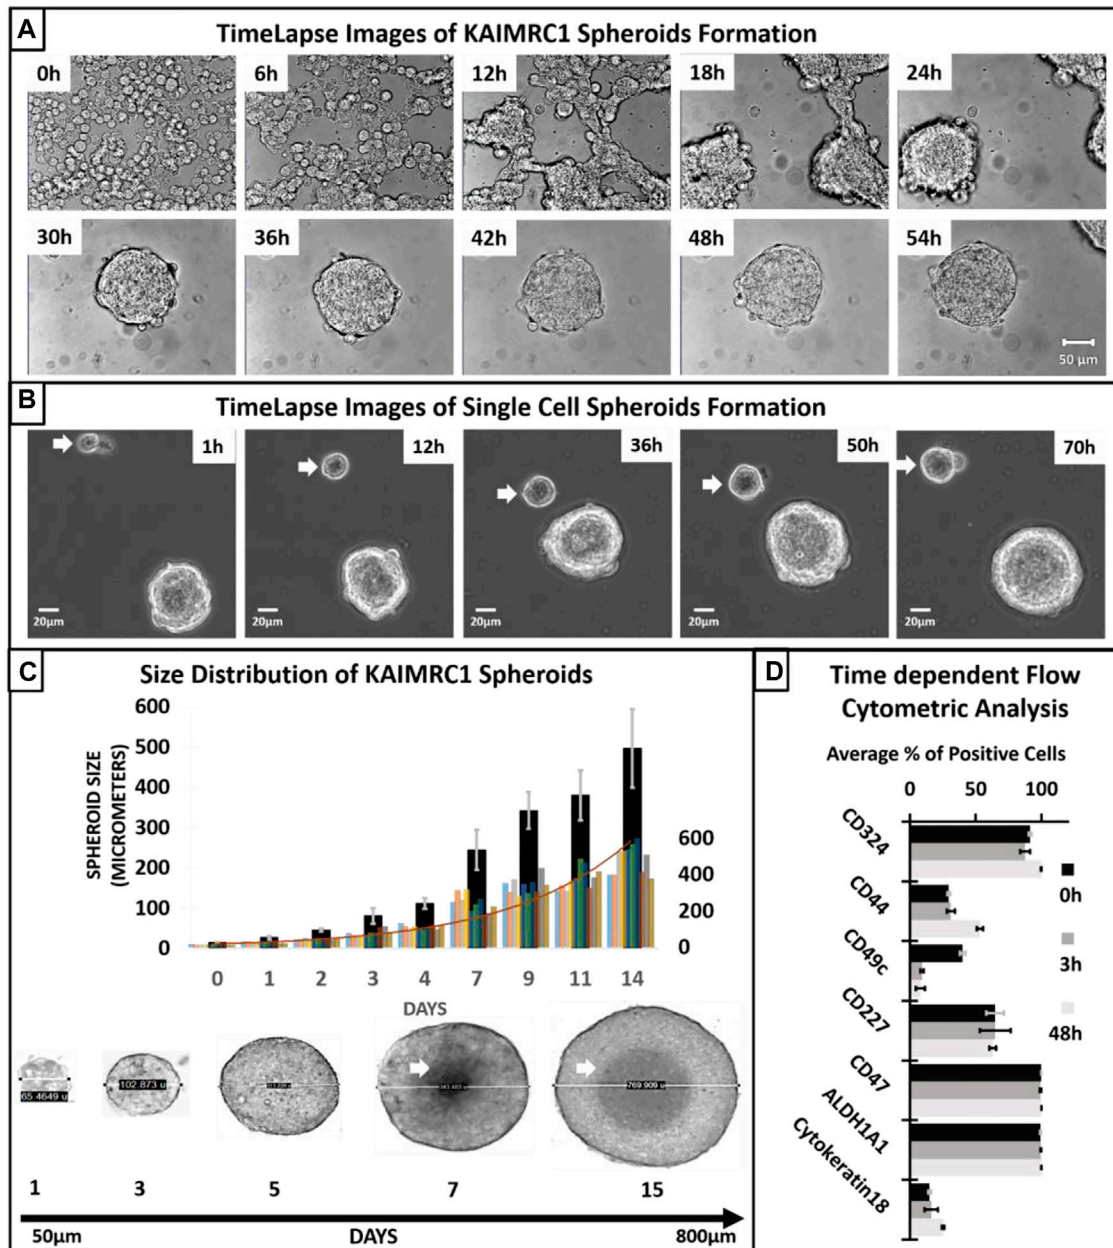 A
TimeLapse Images of KAIMRC1 Spheroids Formation
0h
6h
12h
18h
24h
30h
36h
42h
48h
54h
50 µm
B
TimeLapse Images of Single Cell Spheroids Formation
1h
12h
36h
50h
70h
20µm
20µm
20µm
20µm
20µm
C
Size Distribution of KAIMRC1 Spheroids
SPHEROID SIZE
(MICROMETERS)
600
500
400
300
200
100
0
600
400
200
0
0 1 2 3 4 7 9 11 14
DAYS
65.4649 u
102.873 u
769.909 u
1 3 5 7 15
50µm DAYS 800µm
D
Time dependent Flow
Cytometric Analysis
Average % of Positive Cells
0 50 100
CD324
CD44
CD49c
CD227
CD47
ALDH1A1
Cytokeratin18
0h
3h
48h